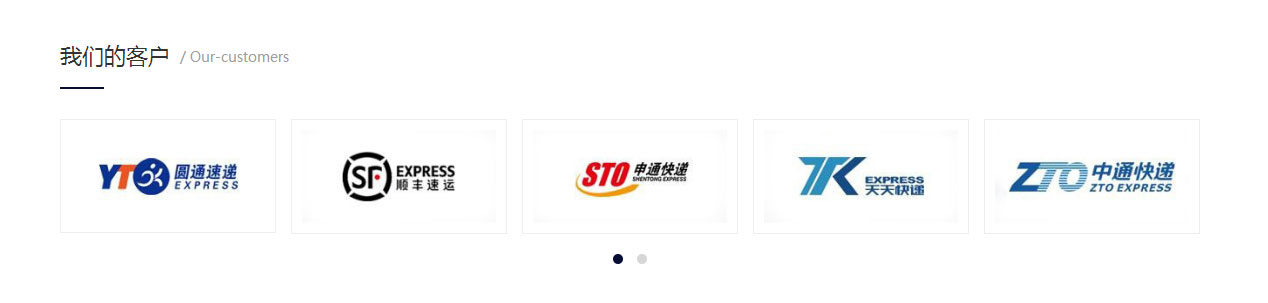 我们的客户 / Our-customers
YTO 圆通速递
EXPRESS
SF EXPRESS
顺丰速运
STO 申通快递
SHENTONG EXPRESS
TTK EXPRESS
天天快递
ZTO 中通快递
ZTO EXPRESS